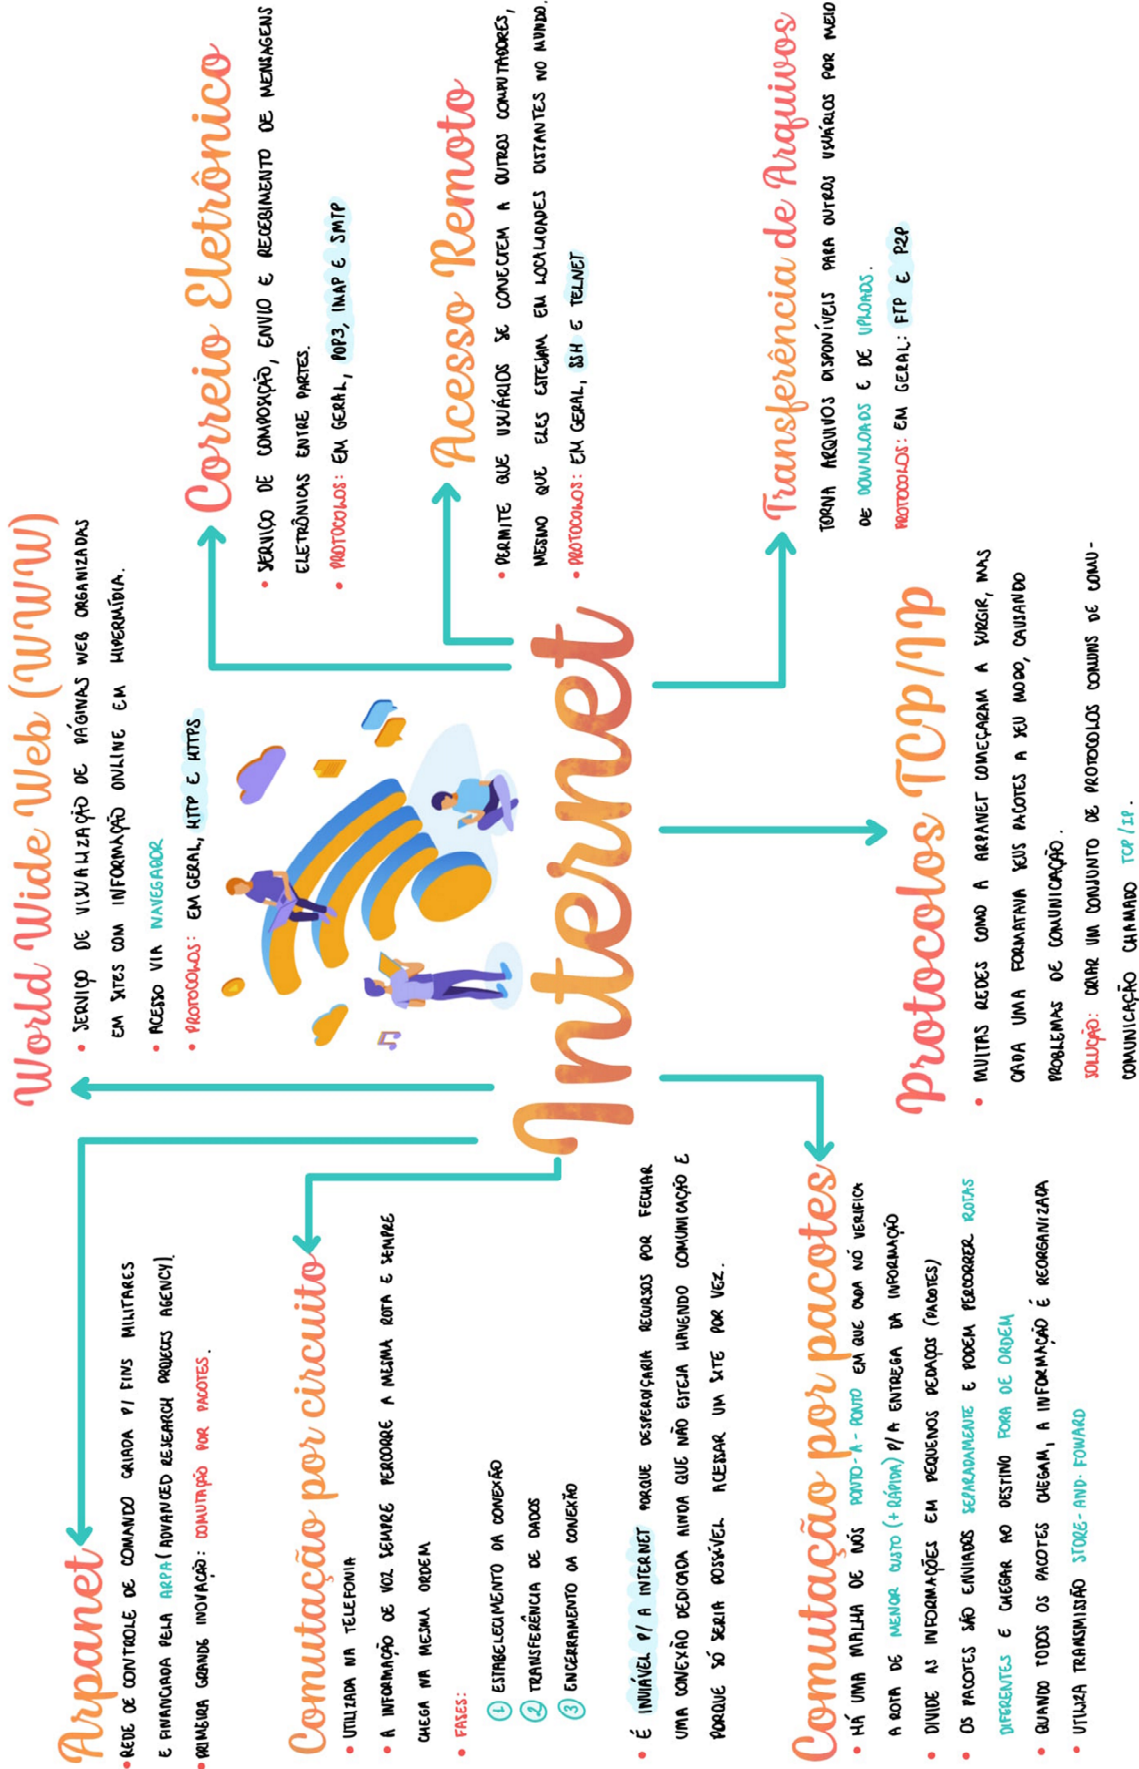 Arpanet
• REDE DE CONTROLE DE COMANDO CRIADA P/ FINS MILITARES
E FINANCIADA PELA ARPA (ADVANCED RESEARCH PROJECTS AGENCY).
• PRIMEIRA GRANDE INOVAÇÃO: COMUTAÇÃO POR PACOTES.
World Wide Web (WWW)
• SERVIÇO DE VISUALIZAÇÃO DE PÁGINAS WEB ORGANIZADAS
EM SITES COM INFORMAÇÃO ONLINE EM HIPERMÍDIA.
• ACESSO VIA NAVEGADOR
• PROTOCOLOS: EM GERAL, HTTP E HTTPS
Correio Eletrônico
• SERVIÇO DE COMPOSIÇÃO, ENVIO E RECEBIMENTO DE MENSAGENS
ELETRÔNICAS ENTRE PARTES.
• PROTOCOLOS: EM GERAL, POP3, IMAP E SMTP
Comutação por circuito
• UTILIZADA NA TELEFONIA
• A INFORMAÇÃO DE VOZ SEMPRE PERCORRE A MESMA ROTA E SEMPRE
CHEGA NA MESMA ORDEM
• FASES:
① ESTABELECIMENTO DA CONEXÃO
② TRANSFERÊNCIA DE DADOS
③ ENCERRAMENTO DA CONEXÃO
• É INVIÁVEL P/ A INTERNET PORQUE DESPERDIÇARIA RECURSOS POR FECHAR
UMA CONEXÃO DEDICADA AINDA QUE NÃO ESTEJA HAVENDO COMUNICAÇÃO E
PORQUE SÓ SERIA POSSÍVEL ACESSAR UM SITE POR VEZ.
Internet
Acesso Remoto
• PERMITE QUE USUÁRIOS SE CONECTEM A OUTROS COMPUTADORES,
MESMO QUE ELES ESTEJAM EM LOCALIDADES DISTANTES NO MUNDO.
• PROTOCOLOS: EM GERAL, SSH E TELNET
Comutação por pacotes
• HÁ UMA MALHA DE NÓS PONTO-A-PONTO EM QUE CADA NÓ VERIFICA
A ROTA DE MENOR CUSTO (+ RÁPIDA) P/ A ENTREGA DA INFORMAÇÃO
• DIVIDE AS INFORMAÇÕES EM PEQUENOS PEDAÇOS (PACOTES)
• OS PACOTES SÃO ENVIADOS SEPARADAMENTE E PODEM PERCORRER ROTAS
DIFERENTES E CHEGAR AO DESTINO FORA DE ORDEM
• QUANDO TODOS OS PACOTES CHEGAM, A INFORMAÇÃO É REORGANIZADA
• UTILIZA TRANSMISSÃO STORE-AND-FOWARD
Protocolos TCP/IP
• MUITAS REDES COMO A ARPANET COMEÇARAM A SURGIR, MAS
CADA UMA FORMATAVA SEUS PACOTES A SEU MODO, CAUSANDO
PROBLEMAS DE COMUNICAÇÃO.
SOLUÇÃO: CRIAR UM CONJUNTO DE PROTOCOLOS COMUNS DE COMU-
COMUNICAÇÃO CHAMADO TCP/IP.
Transferência de Arquivos
TORNA ARQUIVOS DISPONÍVEIS PARA OUTROS USUÁRIOS POR MEIO
DE DOWNLOADS E DE UPLOADS.
PROTOCOLOS: EM GERAL: FTP E P2P